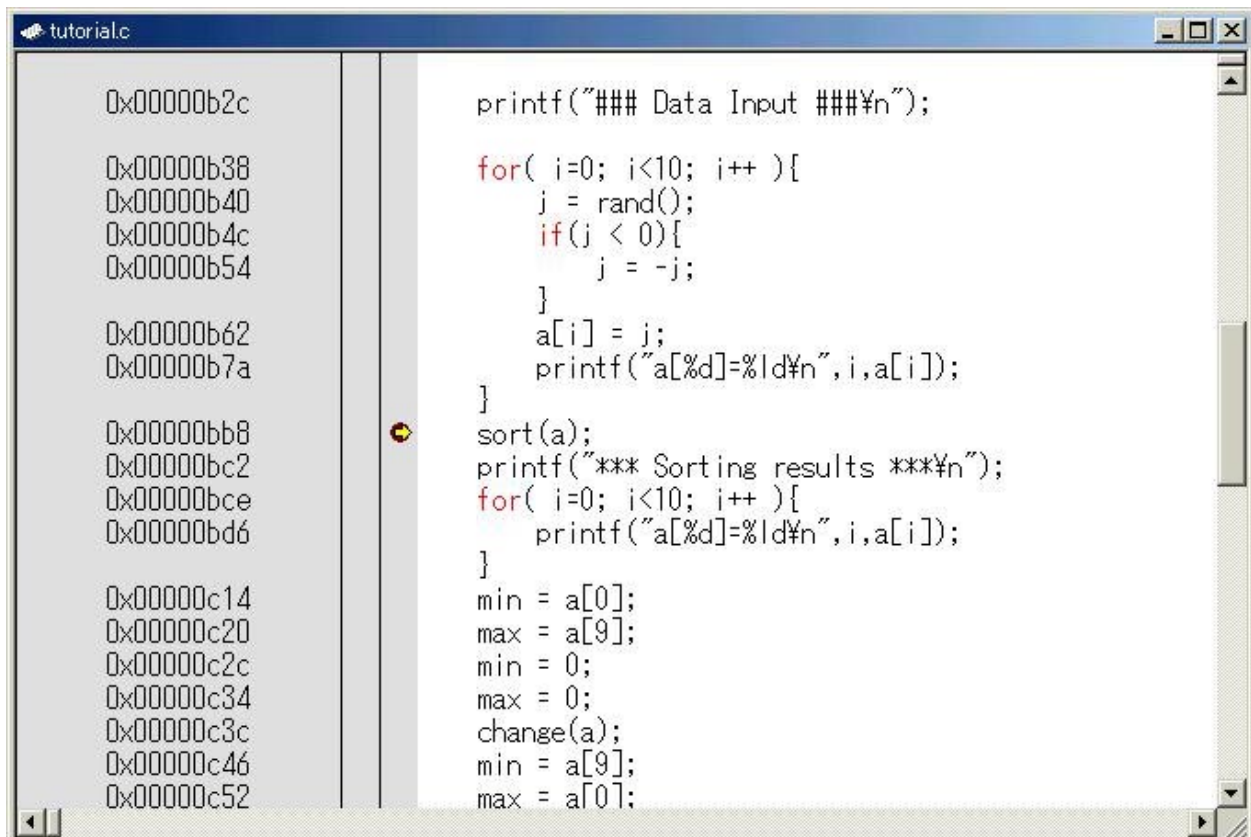 tutorial.c
0x00000b2c printf("### Data Input ###¥n");
0x00000b38 for( i=0; i<10; i++ ){
0x00000b40 j = rand();
0x00000b4c if(j < 0){
0x00000b54 j = -j;
}
0x00000b62 a[i] = j;
0x00000b7a printf("a[%d]=%ld¥n",i,a[i]);
}
0x00000bb8 sort(a);
0x00000bc2 printf("*** Sorting results ***¥n");
0x00000bce for( i=0; i<10; i++ ){
0x00000bd6 printf("a[%d]=%ld¥n",i,a[i]);
}
0x00000c14 min = a[0];
0x00000c20 max = a[9];
0x00000c2c min = 0;
0x00000c34 max = 0;
0x00000c3c change(a);
0x00000c46 min = a[9];
0x00000c52 max = a[0];